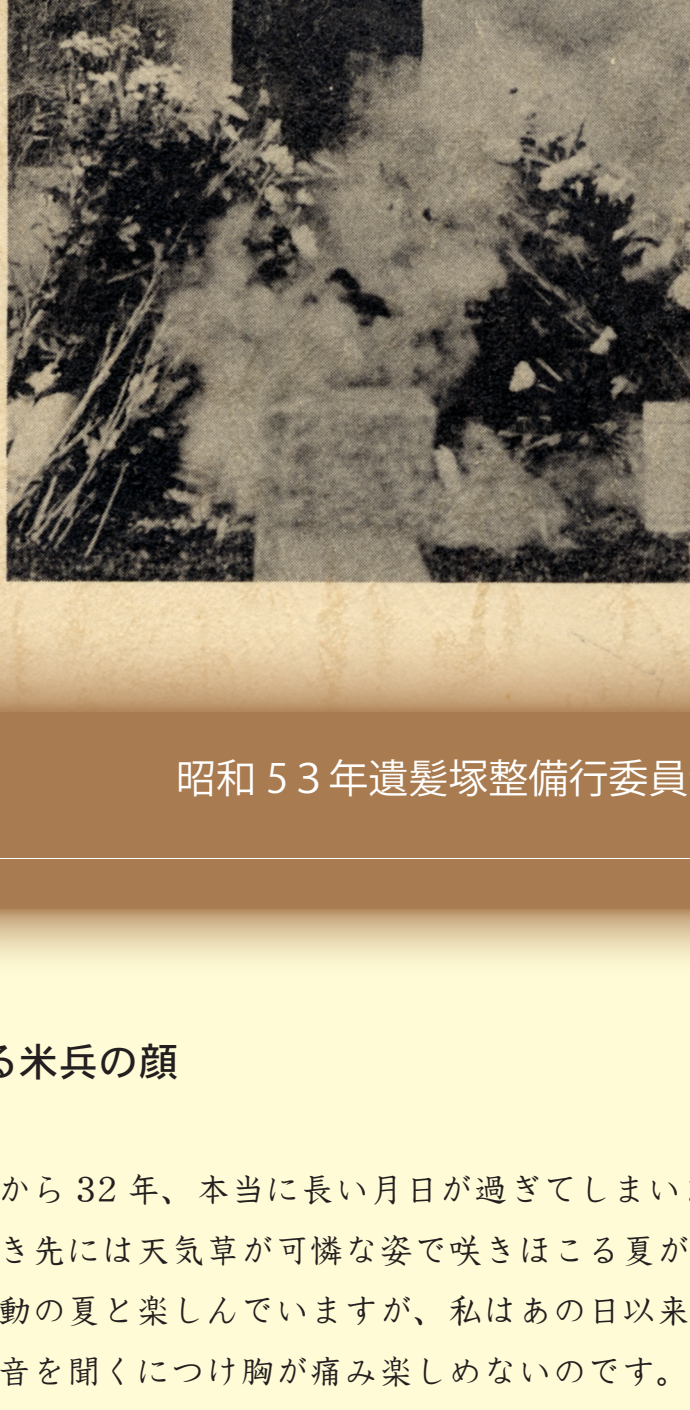 昭和５３年遺髪塚整備行委員
る米兵の顔
から 32 年、本当に長い月日が過ぎてしまい
き先には天気草が可憐な姿で咲きほこる夏が
動の夏と楽しんでいますが、私はあの日以来
音を聞くにつけ胸が痛み楽しめないのです。